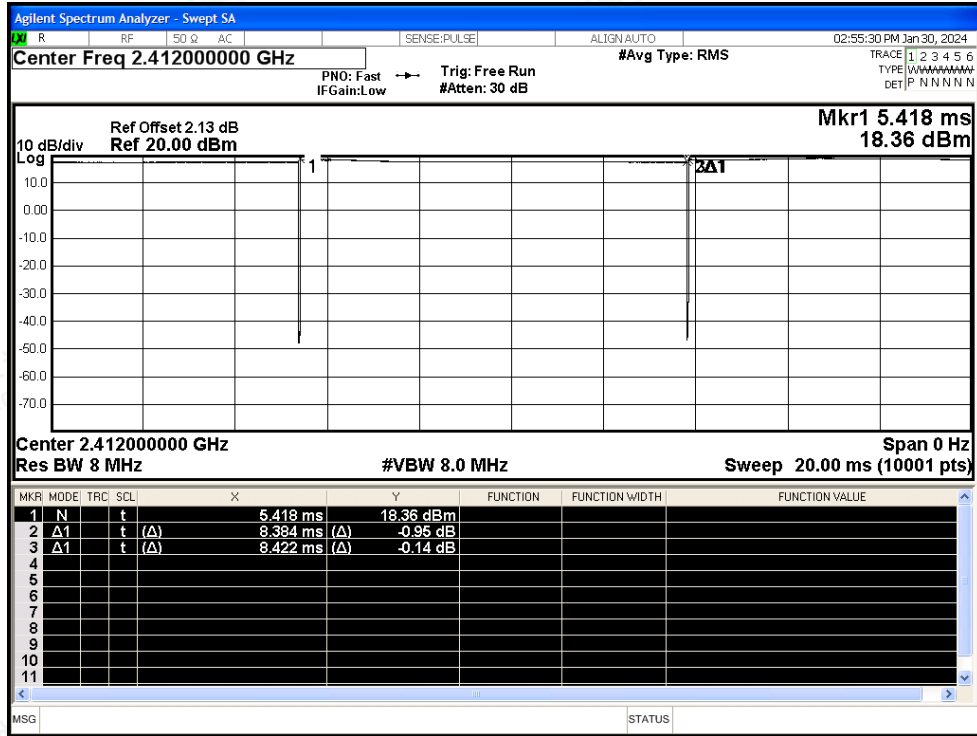 Agilent Spectrum Analyzer - Swept SA
LXI R RF 50 Ω AC SENSE:PULSE ALIGN AUTO 02:55:30 PM Jan 30, 2024
Center Freq 2.412000000 GHz
PNO: Fast
IFGain:Low
Trig: Free Run
#Atten: 30 dB
#Avg Type: RMS
TRACE 1 2 3 4 5 6
TYPE
DET P N N N N N
Mkr1 5.418 ms
18.36 dBm
Ref Offset 2.13 dB
10 dB/div Ref 20.00 dBm
Log
1
Δ1
10.0
0.00
-10.0
-20.0
-30.0
-40.0
-50.0
-60.0
-70.0
Center 2.412000000 GHz Span 0 Hz
Res BW 8 MHz #VBW 8.0 MHz Sweep 20.00 ms (10001 pts)
MKR MODE TRC SCL X Y FUNCTION FUNCTION WIDTH FUNCTION VALUE
1 N t 5.418 ms 18.36 dBm
2 Δ1 t (Δ) 8.384 ms (Δ) -0.95 dB
3 Δ1 t (Δ) 8.422 ms (Δ) -0.14 dB
4
5
6
7
8
9
10
11
MSG STATUS